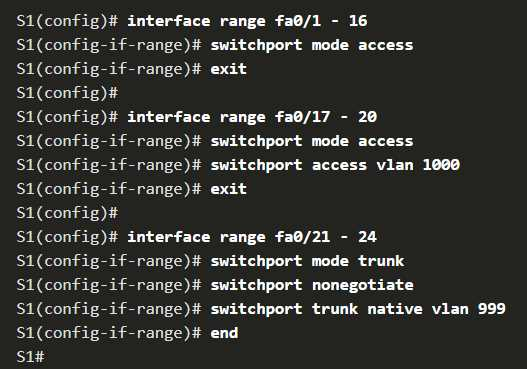 S1(config)# interface range fa0/1 - 16
S1(config-if-range)# switchport mode access
S1(config-if-range)# exit
S1(config)#
S1(config)# interface range fa0/17 - 20
S1(config-if-range)# switchport mode access
S1(config-if-range)# switchport access vlan 1000
S1(config-if-range)# exit
S1(config)#
S1(config)# interface range fa0/21 - 24
S1(config-if-range)# switchport mode trunk
S1(config-if-range)# switchport nonegotiate
S1(config-if-range)# switchport trunk native vlan 999
S1(config-if-range)# end
S1#